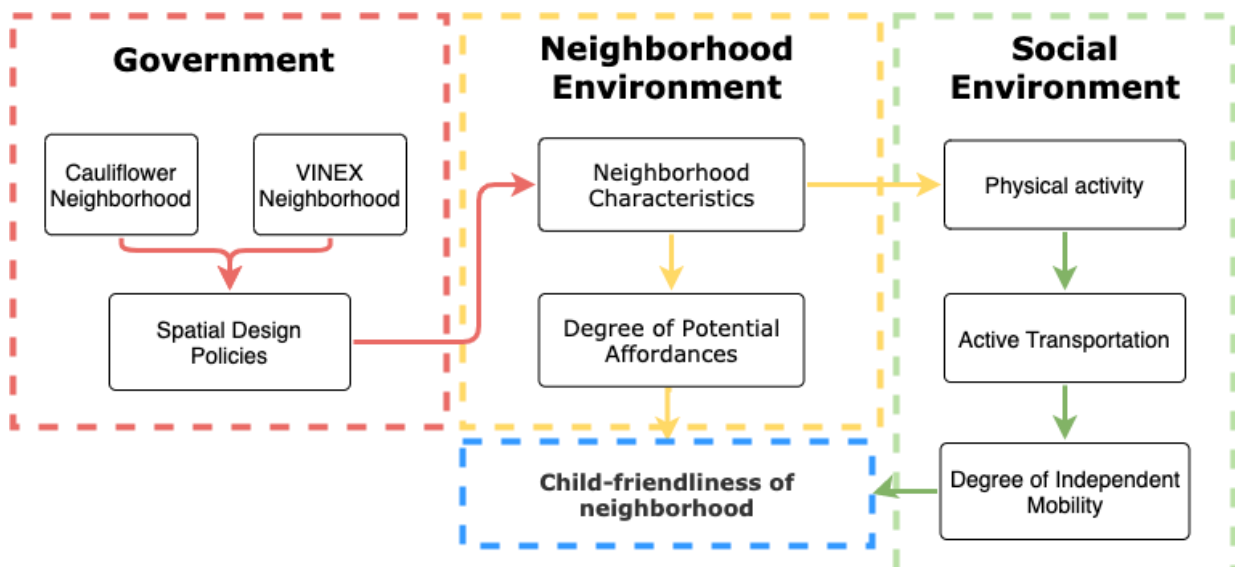 Government
Cauliflower
Neighborhood
VINEX
Neighborhood
Spatial Design
Policies
Neighborhood
Environment
Neighborhood
Characteristics
Degree of Potential
Affordances
Child-friendliness of
neighborhood
Social
Environment
Physical activity
Active Transportation
Degree of Independent
Mobility